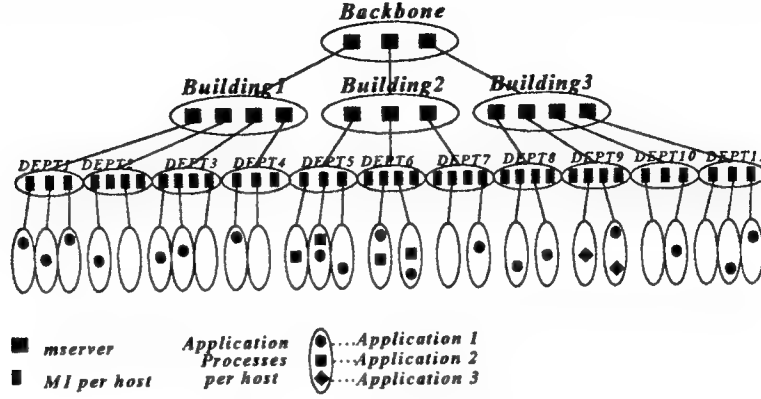 Backbone
Building1 Building2 Building3
DEPT1 DEPT2 DEPT3 DEPT4 DEPT5 DEPT6 DEPT7 DEPT8 DEPT9 DEPT10
mserver Application Application 1
Processes Application 2
MI per host per host Application 3